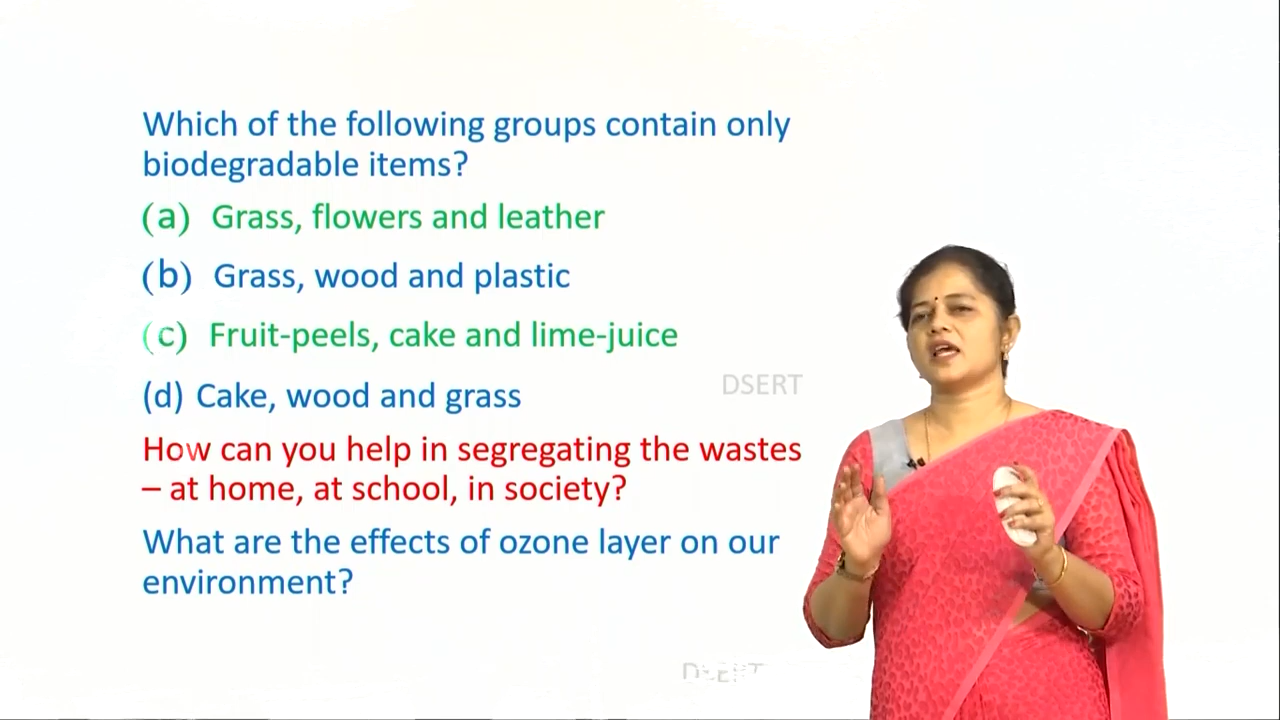 Which of the following groups contain only
biodegradable items?
(a) Grass, flowers and leather
(b) Grass, wood and plastic
(c) Fruit-peels, cake and lime-juice
(d) Cake, wood and grass
DSERT
How can you help in segregating the wastes
– at home, at school, in society?
What are the effects of ozone layer on our
environment?
DSERT